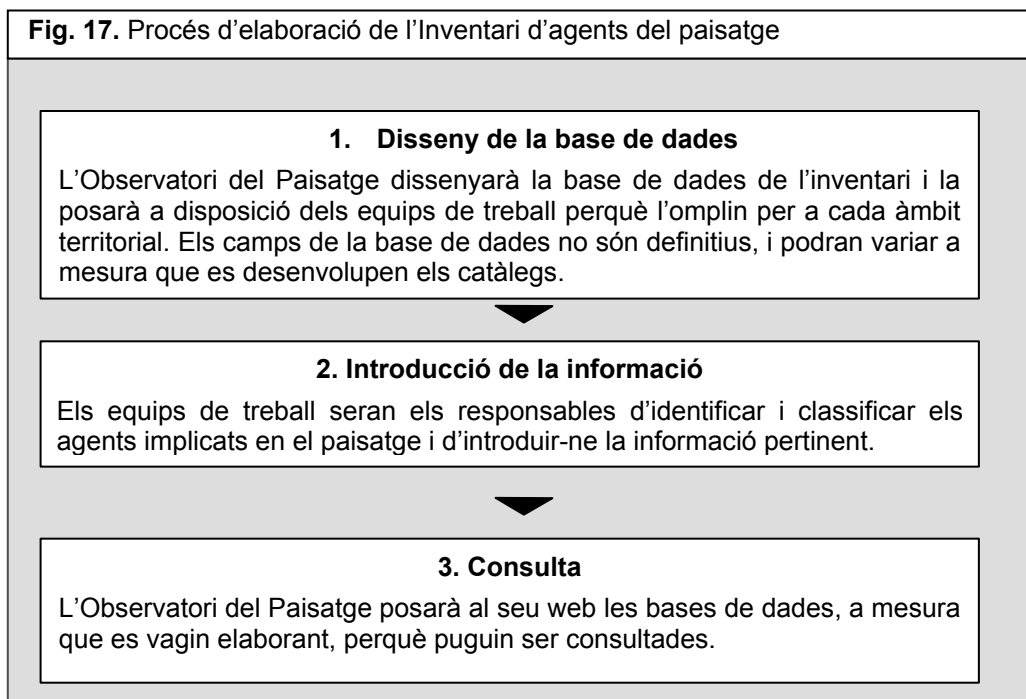 Fig. 17. Procés d’elaboració de l’Inventari d’agents del paisatge
1. Disseny de la base de dades
L’Observatori del Paisatge dissenyarà la base de dades de l’inventari i la
posarà a disposició dels equips de treball perquè l’omplin per a cada àmbit
territorial. Els camps de la base de dades no són definitius, i podran variar a
mesura que es desenvolupen els catàlegs.
2. Introducció de la informació
Els equips de treball seran els responsables d’identificar i classificar els
agents implicats en el paisatge i d’introduir-ne la informació pertinent.
3. Consulta
L’Observatori del Paisatge posarà al seu web les bases de dades, a mesura
que es vagin elaborant, perquè puguin ser consultades.